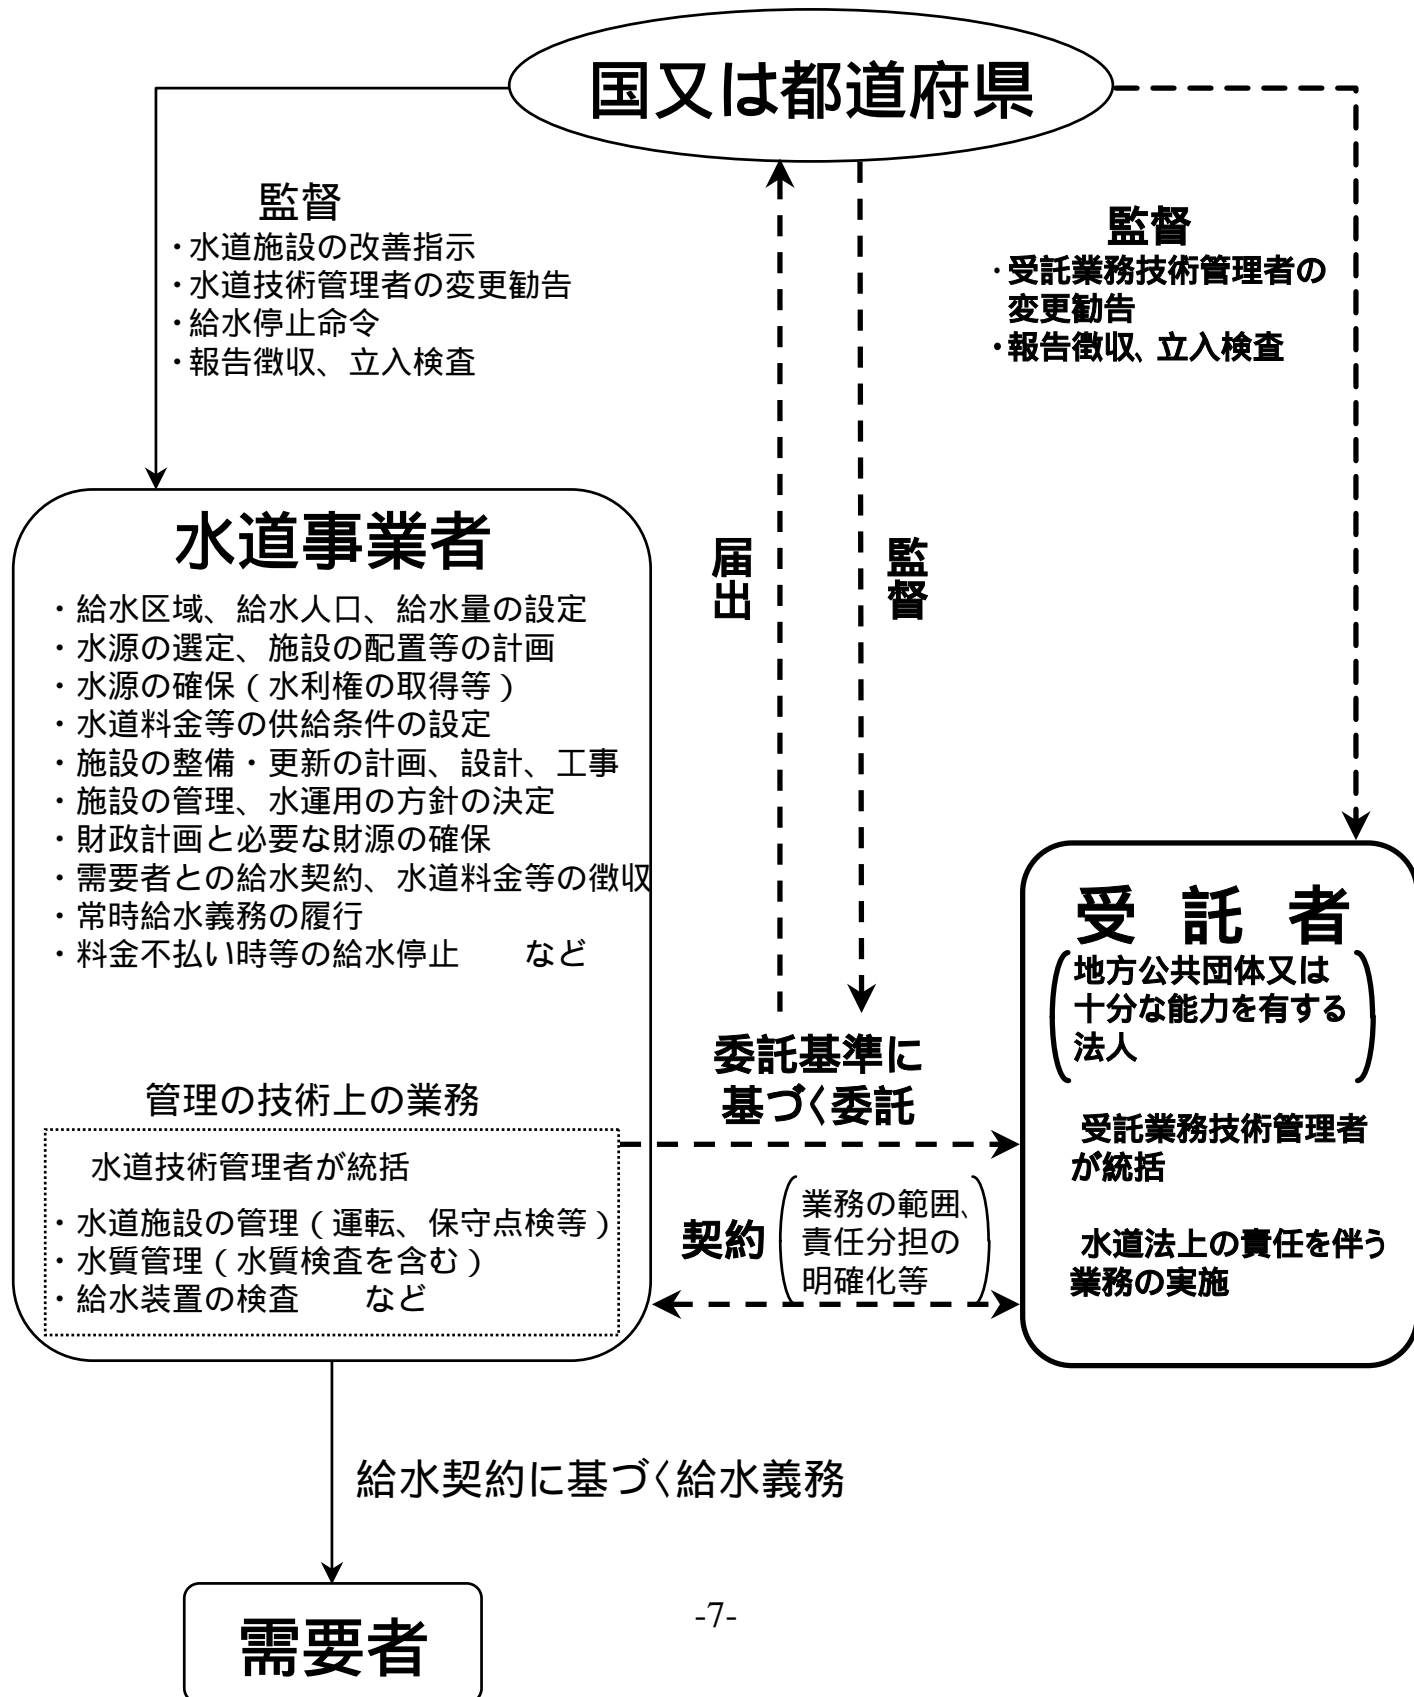 国又は都道府県
監督
・水道施設の改善指示
・水道技術管理者の変更勧告
・給水停止命令
・報告徴収、立入検査
監督
・受託業務技術管理者の
変更勧告
・報告徴収、立入検査
届出
監督
水道事業者
・給水区域、給水人口、給水量の設定
・水源の選定、施設の配置等の計画
・水源の確保（水利権の取得等）
・水道料金等の供給条件の設定
・施設の整備・更新の計画、設計、工事
・施設の管理、水運用の方針の決定
・財政計画と必要な財源の確保
・需要者との給水契約、水道料金等の徴収
・常時給水義務の履行
・料金不払い時等の給水停止　　など
管理の技術上の業務
水道技術管理者が統括
・水道施設の管理（運転、保守点検等）
・水質管理（水質検査を含む）
・給水装置の検査　　など
委託基準に
基づく委託
契約
業務の範囲、
責任分担の
明確化等
受　託　者
地方公共団体又は
十分な能力を有する
法人
受託業務技術管理者
が統括
水道法上の責任を伴う
業務の実施
給水契約に基づく給水義務
需要者
-7-